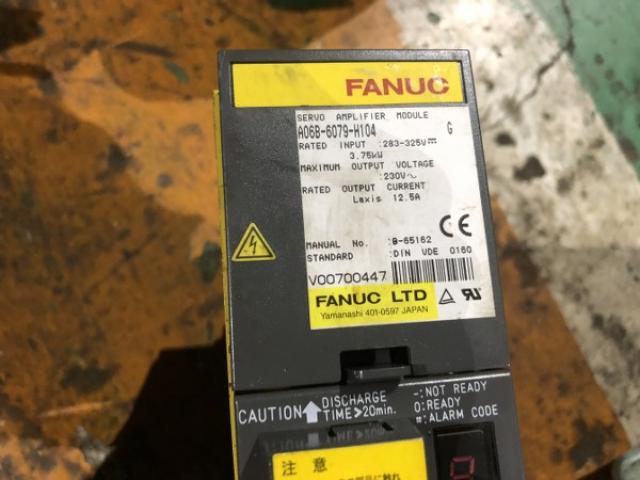 FANUC
SERVO AMPLIFIER MODULE
A06B-6079-H104 G
RATED INPUT :283-325V⎓
3.75kW
MAXIMUM OUTPUT VOLTAGE
:230V~
RATED OUTPUT CURRENT
Laxis 12.5A
CE
MANUAL No. :B-65162
STANDARD :DIN VDE 0160
V00700447
FANUC LTD
Yamanashi 401-0597 JAPAN
CAUTION DISCHARGE TIME>20min.
-:NOT READY
0:READY
#:ALARM CODE
注 意